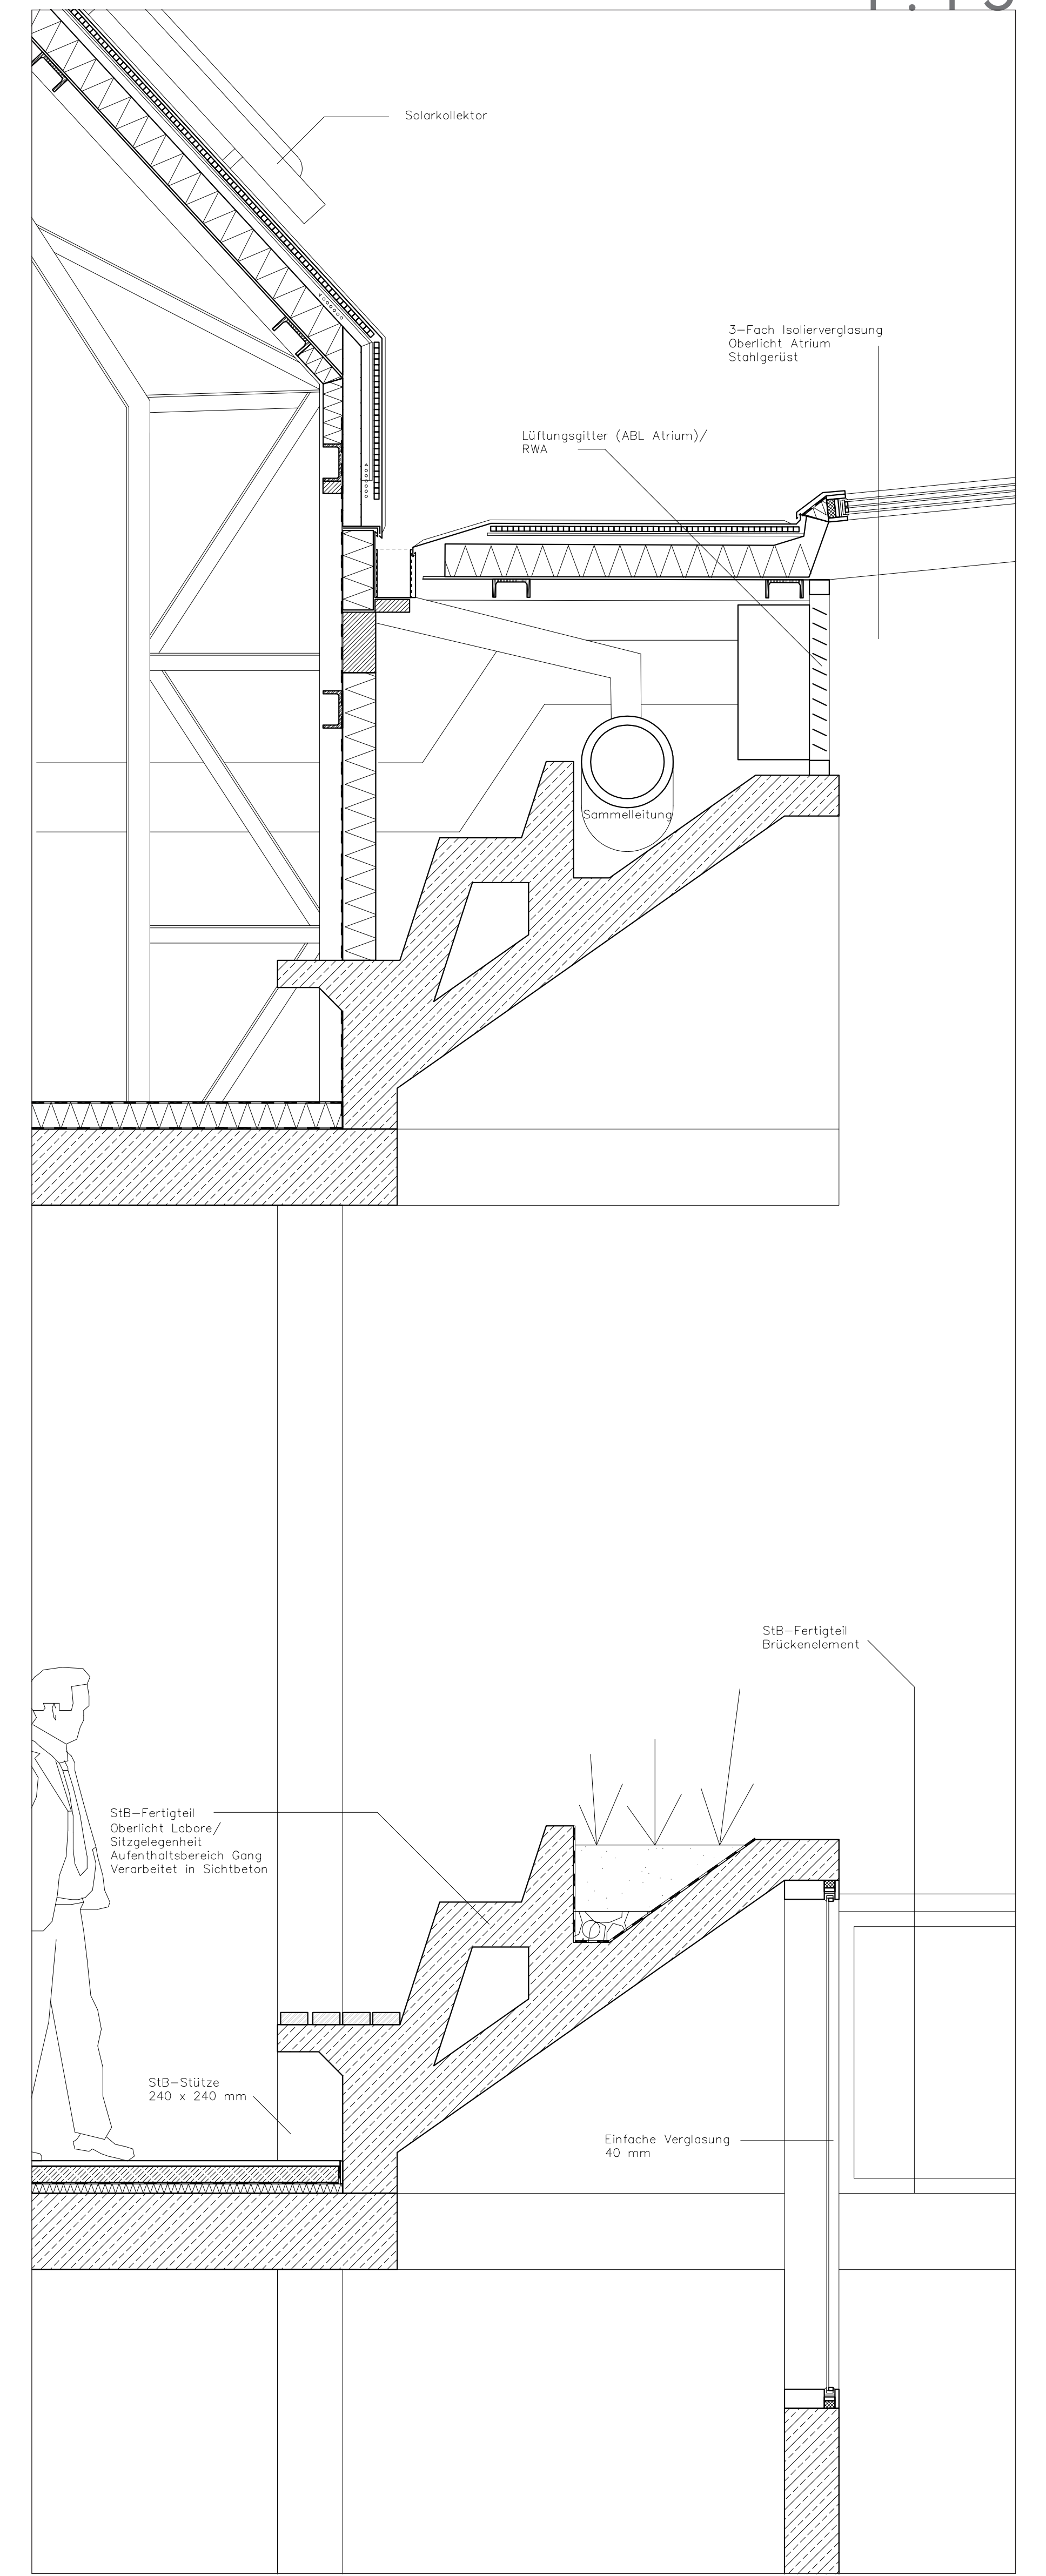 Solarkollektor
3-Fach Isolierverglasung
Oberlicht Atrium
Stahlgerüst
Lüftungsgitter (ABL Atrium)/
RWA
Sammelleitung
StB-Fertigteil
Brückenelement
StB-Fertigteil
Oberlicht Labore/
Sitzgelegenheit
Aufenthaltsbereich Gang
Verarbeitet in Sichtbeton
StB-Stütze
240 x 240 mm
Einfache Verglasung
40 mm